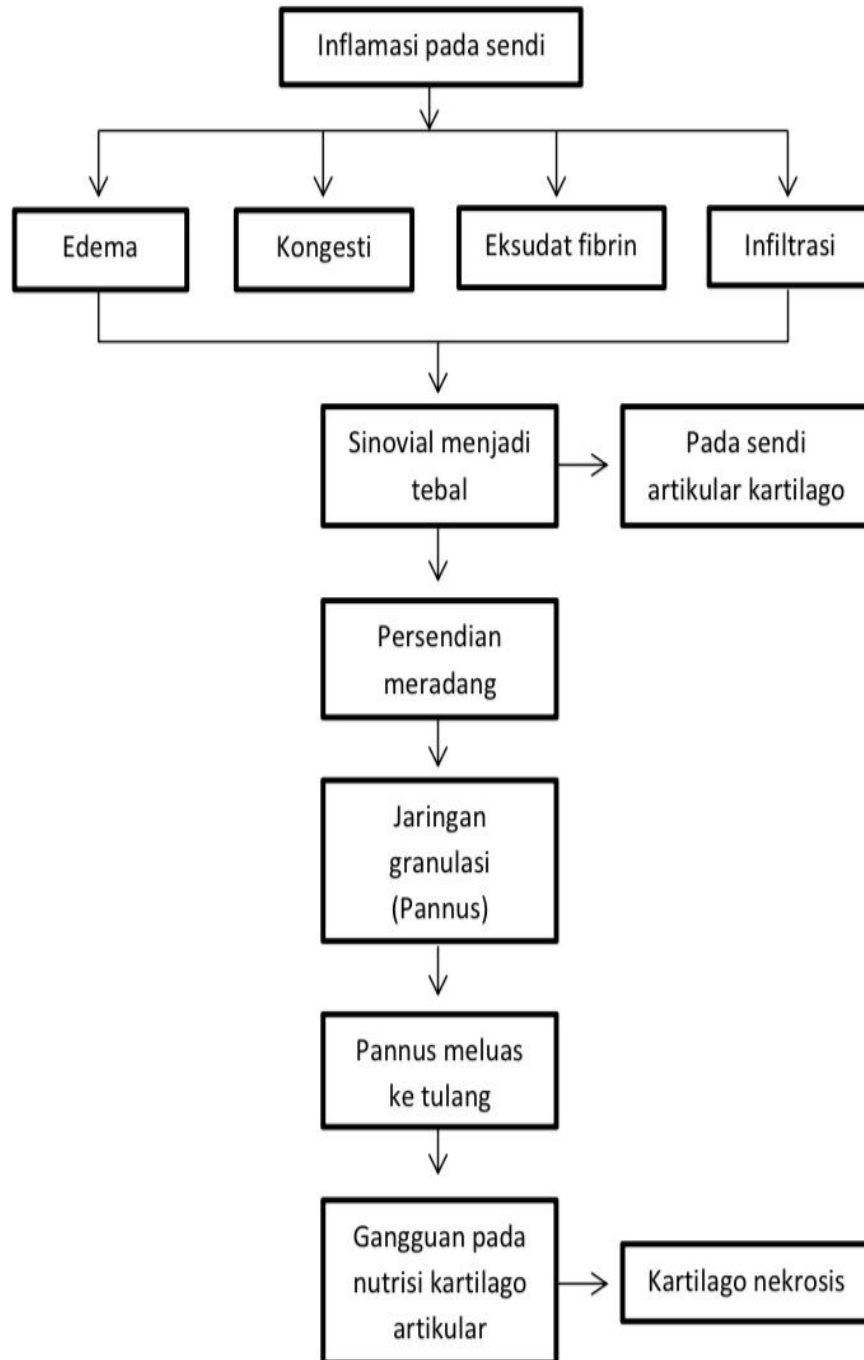 Inflamasi pada sendi
Edema
Kongesti
Eksudat fibrin
Infiltrasi
Sinovial menjadi
tebal
Pada sendi
artikular kartilago
Persendian
meradang
Jaringan
granulasi
(Pannus)
Pannus meluas
ke tulang
Gangguan pada
nutrisi kartilago
artikular
Kartilago nekrosis